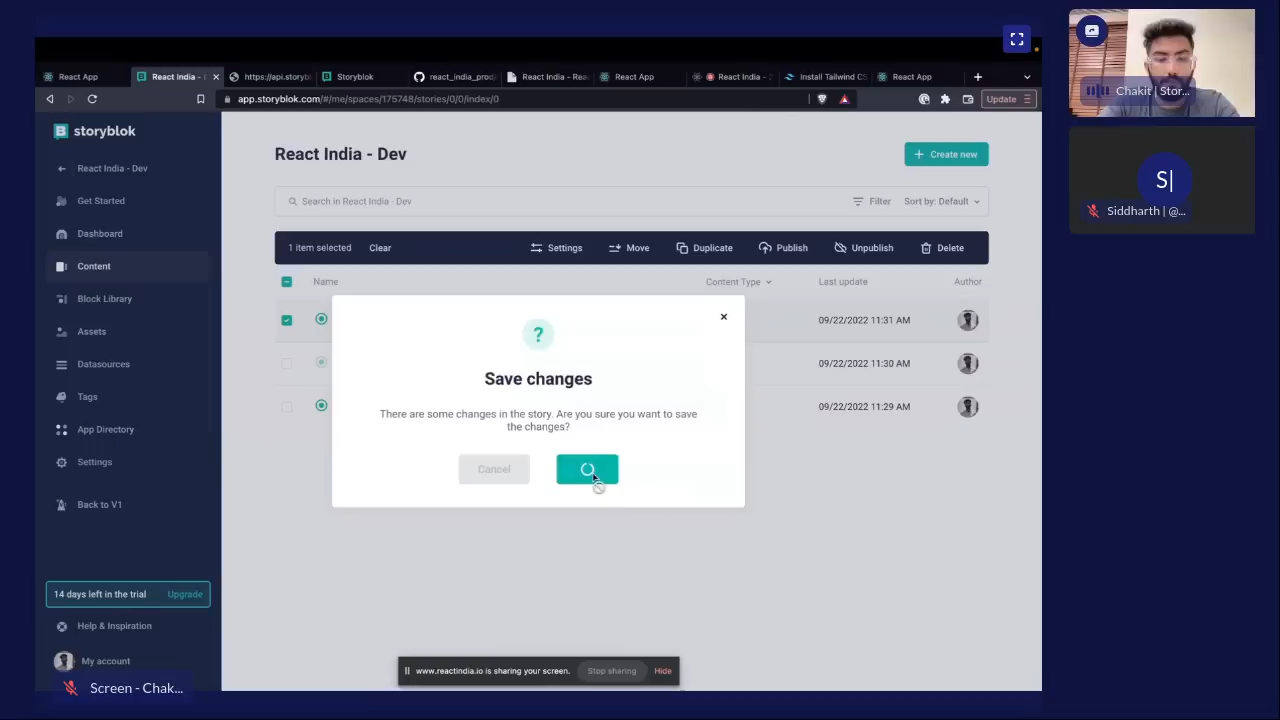 React App
React India - D
https://api.storybl
Storyblok
react_india_prod
React India - Rea
React App
React India - 2
Install Tailwind CS
React App
app.storyblok.com/#/me/spaces/175748/stories/0/0/index/0
Update
storyblok
React India - Dev
Get Started
Dashboard
Content
Block Library
Assets
Datasources
Tags
App Directory
Settings
Back to V1
14 days left in the trial
Upgrade
Help & Inspiration
My account
Screen - Chak...
React India - Dev
+ Create new
Search in React India - Dev
Filter
Sort by: Default
1 item selected
Clear
Settings
Move
Duplicate
Publish
Unpublish
Delete
Name
Content Type
Last update
Author
09/22/2022 11:31 AM
09/22/2022 11:30 AM
09/22/2022 11:29 AM
?
Save changes
There are some changes in the story. Are you sure you want to save
the changes?
Cancel
www.reactindia.io is sharing your screen.
Stop sharing
Hide
Chakit | Stor...
S|
Siddharth | @...